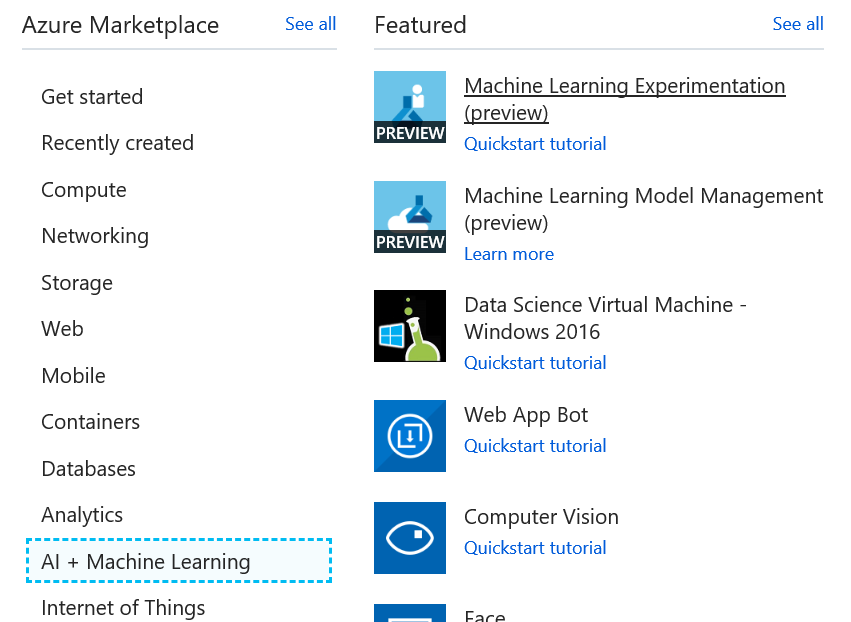 Azure Marketplace
See all
Get started
Recently created
Compute
Networking
Storage
Web
Mobile
Containers
Databases
Analytics
AI + Machine Learning
Internet of Things
Featured
See all
PREVIEW
Machine Learning Experimentation
(preview)
Quickstart tutorial
PREVIEW
Machine Learning Model Management
(preview)
Learn more
Data Science Virtual Machine -
Windows 2016
Quickstart tutorial
Web App Bot
Quickstart tutorial
Computer Vision
Quickstart tutorial
Face